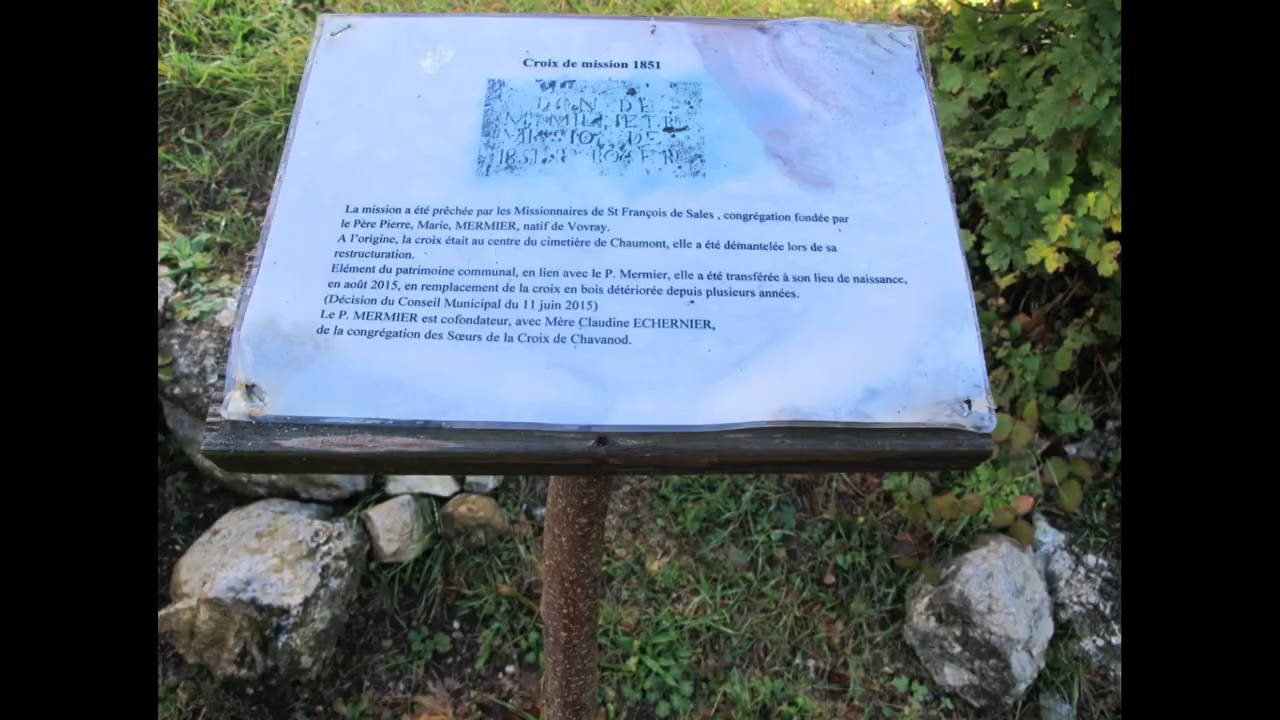 Croix de mission 1851
DON DE
MISSIO DE
1851
La mission a été prêchée par les Missionnaires de St François de Sales , congrégation fondée par
le Père Pierre, Marie, MERMIER, natif de Vovray.
A l'origine, la croix était au centre du cimetière de Chaumont, elle a été démantelée lors de sa
restructuration.
Elément du patrimoine communal, en lien avec le P. Mermier, elle a été transférée à son lieu de naissance,
en août 2015, en remplacement de la croix en bois détériorée depuis plusieurs années.
(Décision du Conseil Municipal du 11 juin 2015)
Le P. MERMIER est cofondateur, avec Mère Claudine ECHERNIER,
de la congrégation des Sœurs de la Croix de Chavanod.